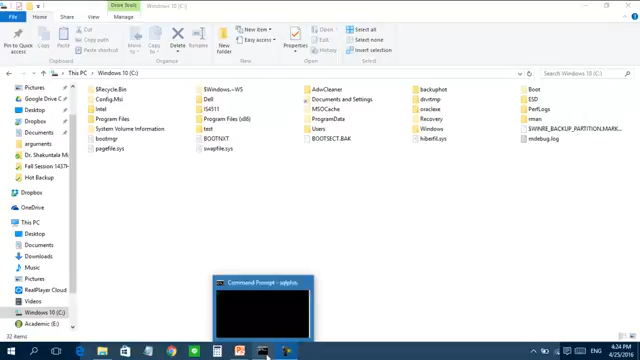 Drive Tools
Windows 10 (C:)
File Home Share View Manage
Pin to Quick access
Copy
Paste
Cut
Copy path
Paste shortcut
Move to
Copy to
Delete
Rename
New folder
New item
Easy access
Properties
Open
Edit
History
Select all
Select none
Invert selection
Clipboard Organize New Open Select
This PC Windows 10 (C:)
Search Windows 10 (C:)
Pictures
Google Drive
Desktop
Dropbox
Documents
arguments
Dr. Shakuntala M
Fall Session 1437H
Hot Backup
Dropbox
OneDrive
This PC
Desktop
Documents
Downloads
Music
Pictures
RealPlayer Cloud
Videos
Windows 10 (C:)
Academic (E:)
$Recycle.Bin $Windows.~WS AdwCleaner backuphot Boot
Config.Msi Dell Documents and Settings drvrtmp ESD
Intel MSOCache oraclexe PerfLogs
Program Files Program Files (x86) ProgramData Recovery rman
System Volume Information test Users Windows $WINRE_BACKUP_PARTITION.MARK...
bootmgr BOOTNXT BOOTSECT.BAK hiberfil.sys mdebug.log
pagefile.sys swapfile.sys
Command Prompt - sqlplus
32 items
ENG
4:24 PM
4/25/2016